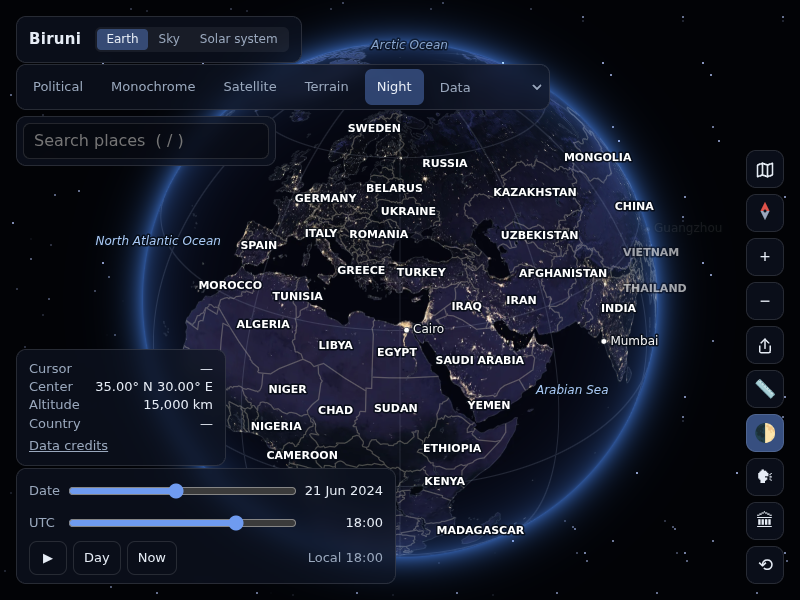 Biruni Earth Sky Solar system
Political Monochrome Satellite Terrain Night Data
Search places ( / )
Arctic Ocean
SWEDEN
RUSSIA
MONGOLIA
GERMANY
BELARUS
KAZAKHSTAN
UKRAINE
CHINA
North Atlantic Ocean
SPAIN
ITALY
ROMANIA
UZBEKISTAN
Guangzhou
VIETNAM
MOROCCO
TUNISIA
GREECE
TURKEY
AFGHANISTAN
THAILAND
ALGERIA
IRAQ
IRAN
INDIA
LIBYA
EGYPT
Cairo
SAUDI ARABIA
Mumbai
NIGER
CHAD
SUDAN
YEMEN
Arabian Sea
NIGERIA
CAMEROON
ETHIOPIA
KENYA
MADAGASCAR
Cursor —
Center 35.00° N 30.00° E
Altitude 15,000 km
Country —
Data credits
Date 21 Jun 2024
UTC 18:00
▶ Day Now Local 18:00
+
−